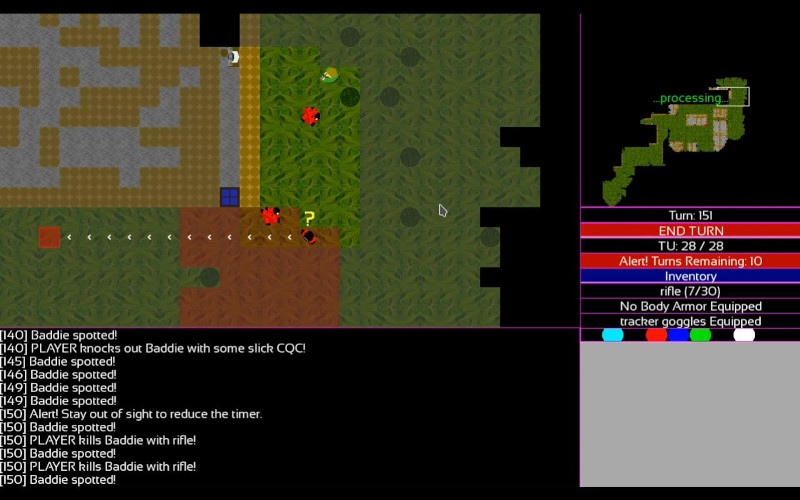 ?
...processing...
Turn: 151
END TURN
TU: 28 / 28
Alert! Turns Remaining: 10
Inventory
rifle (7/30)
No Body Armor Equipped
tracker goggles Equipped
[140] Baddie spotted!
[140] PLAYER knocks out Baddie with some slick CQC!
[145] Baddie spotted!
[146] Baddie spotted!
[149] Baddie spotted!
[149] Baddie spotted!
[150] Alert! Stay out of sight to reduce the timer.
[150] Baddie spotted!
[150] PLAYER kills Baddie with rifle!
[150] Baddie spotted!
[150] PLAYER kills Baddie with rifle!
[150] Baddie spotted!